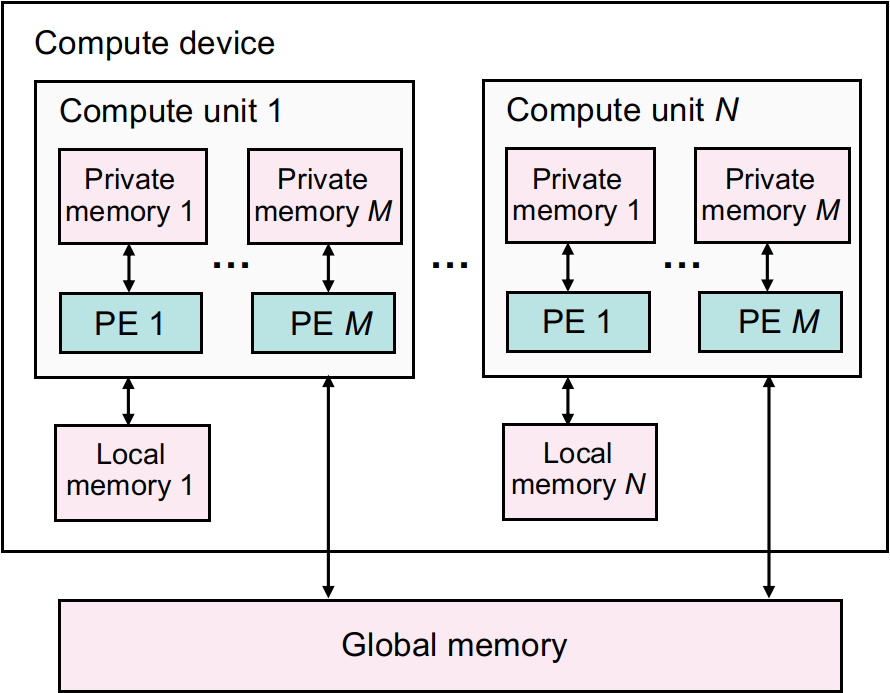 Compute device
Compute unit 1
Private
memory 1
Private
memory M
...
PE 1
PE M
Local
memory 1
...
Compute unit N
Private
memory 1
Private
memory M
...
PE 1
PE M
Local
memory N
Global memory